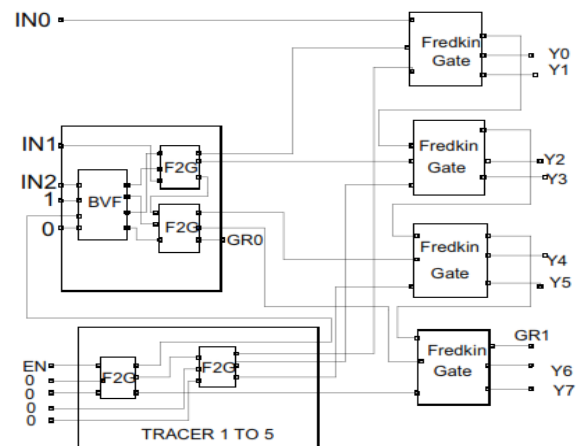 IN0
Fredkin
Gate
Y0
Y1
IN1
F2G
Fredkin
Gate
Y2
Y3
IN2
BVF
1
F2G
0
GR0
Fredkin
Gate
Y4
Y5
EN
F2G
F2G
0
0
0
0
Fredkin
Gate
GR1
Y6
Y7
TRACER 1 TO 5